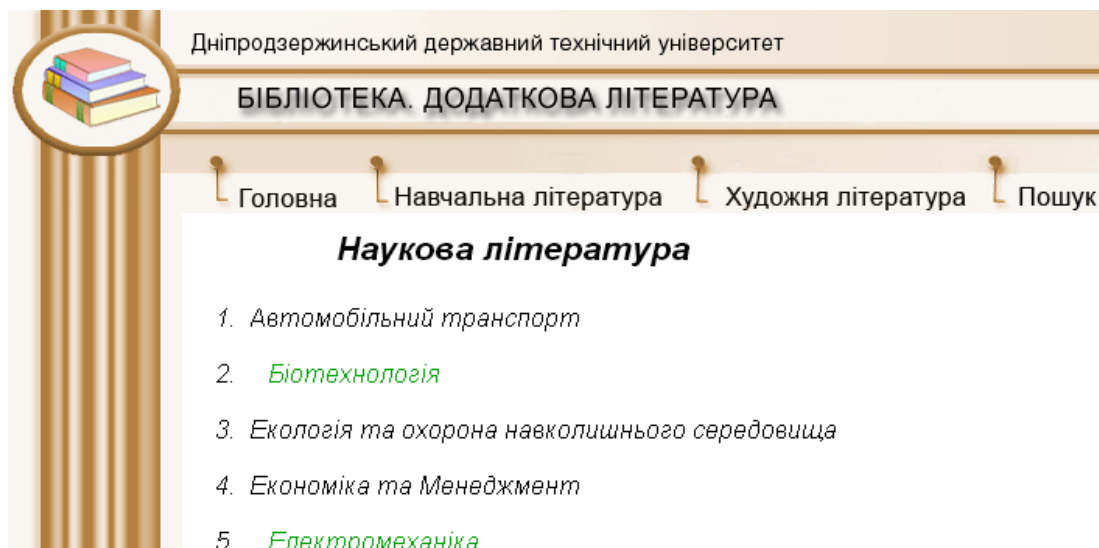 Дніпродзержинський державний технічний університет
БІБЛІОТЕКА. ДОДАТКОВА ЛІТЕРАТУРА
Головна Навчальна література Художня література Пошук
Наукова література
1. Автомобільний транспорт
2. Біотехнологія
3. Екологія та охорона навколишнього середовища
4. Економіка та Менеджмент
5. Електромеханіка